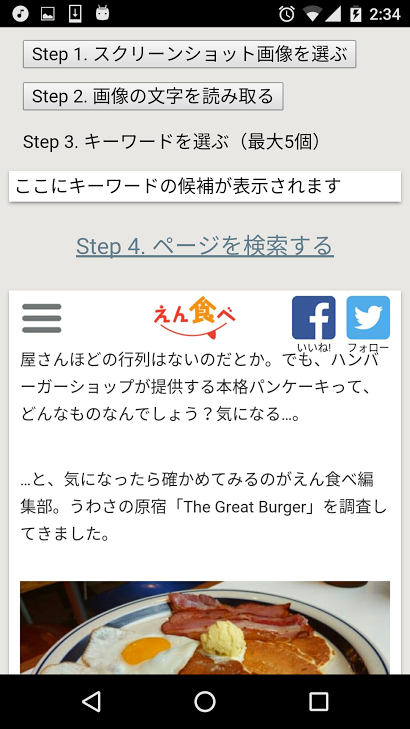 2:34
Step 1. スクリーンショット画像を選ぶ
Step 2. 画像の文字を読み取る
Step 3. キーワードを選ぶ（最大5個）
ここにキーワードの候補が表示されます
Step 4. ページを検索する
えん食べ
いいね! フォロー
屋さんほどの行列はないのだとか。でも、ハンバ
ーガーショップが提供する本格パンケーキって、
どんなものなんでしょう？気になる…。
…と、気になったら確かめてみるのがえん食べ編
集部。うわさの原宿「The Great Burger」を調査し
てきました。